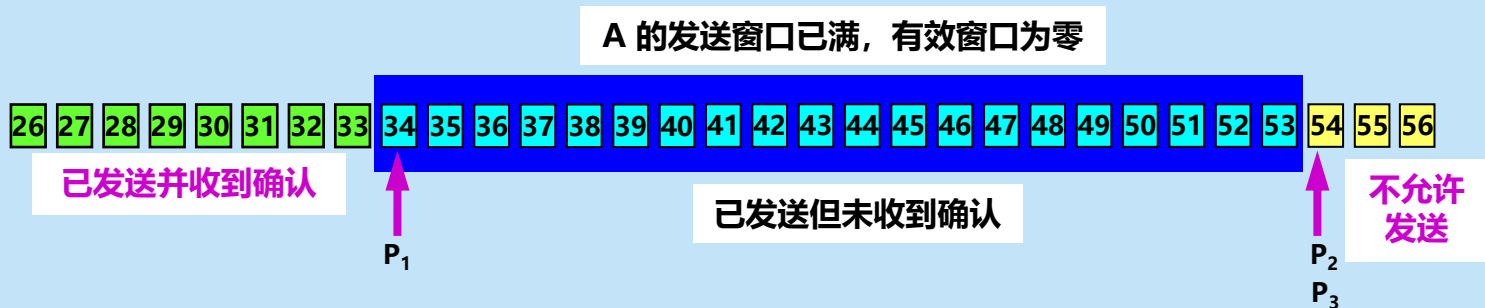 A 的发送窗口已满，有效窗口为零
26 27 28 29 30 31 32 33 34 35 36 37 38 39 40 41 42 43 44 45 46 47 48 49 50 51 52 53 54 55 56
已发送并收到确认
已发送但未收到确认
不允许
发送
P₁
P₂
P₃